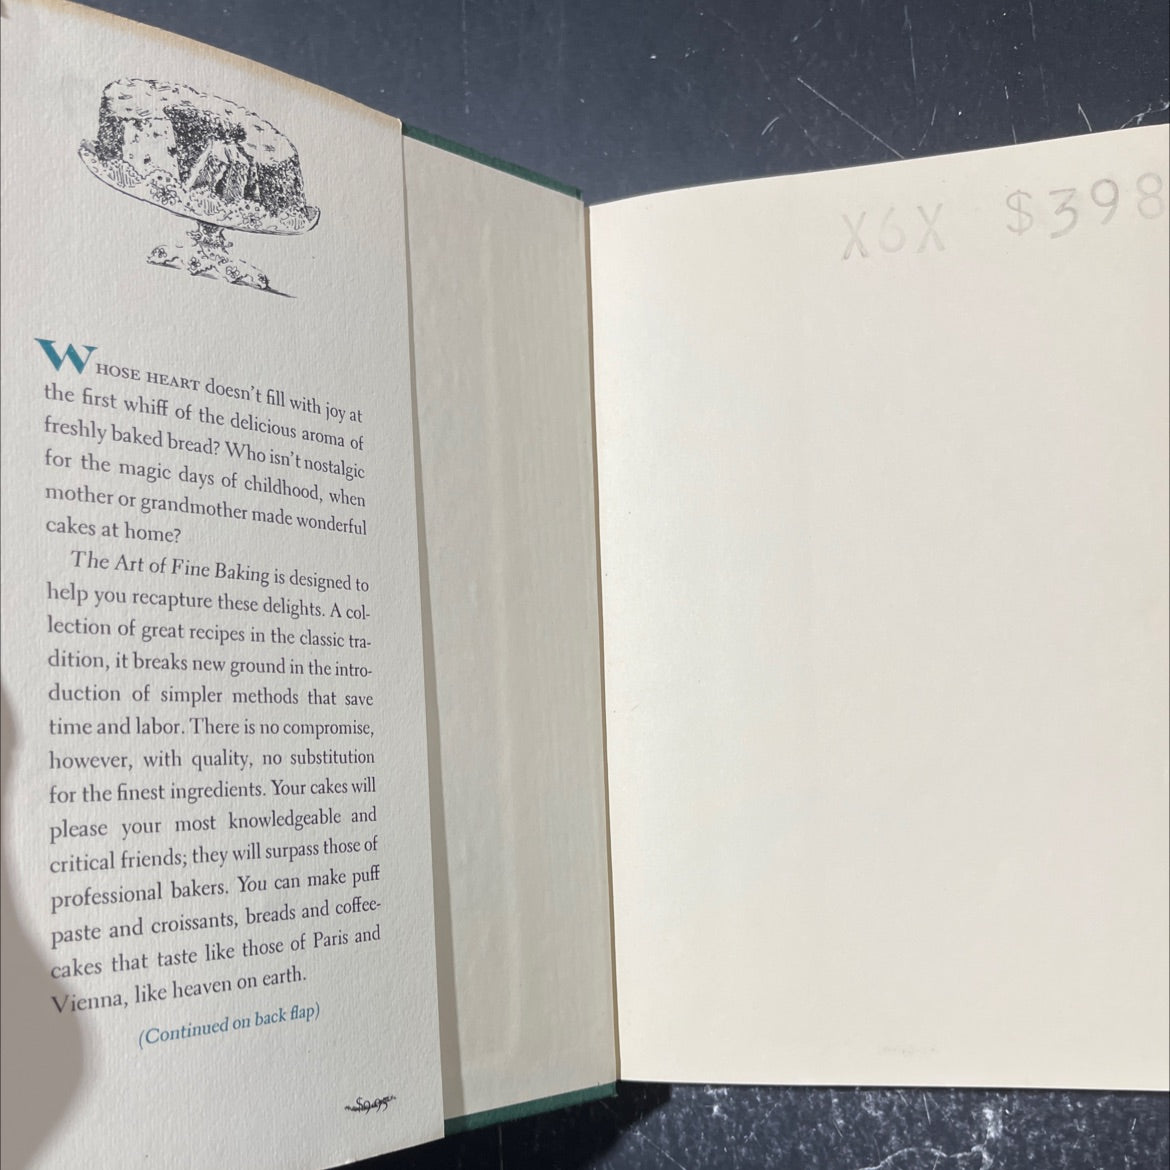 WHOSE HEART doesn't fill with joy at
the first whiff of the delicious aroma of
freshly baked bread? Who isn't nostalgic
for the magic days of childhood, when
mother or grandmother made wonderful
cakes at home?
The Art of Fine Baking is designed to
help you recapture these delights. A col-
lection of great recipes in the classic tra-
dition, it breaks new ground in the intro-
duction of simpler methods that save
time and labor. There is no compromise,
however, with quality, no substitution
for the finest ingredients. Your cakes will
please your most knowledgeable and
critical friends; they will surpass those of
professional bakers. You can make puff
paste and croissants, breads and coffee-
cakes that taste like those of Paris and
Vienna, like heaven on earth.
(Continued on back flap)
$9.95
X6X $398